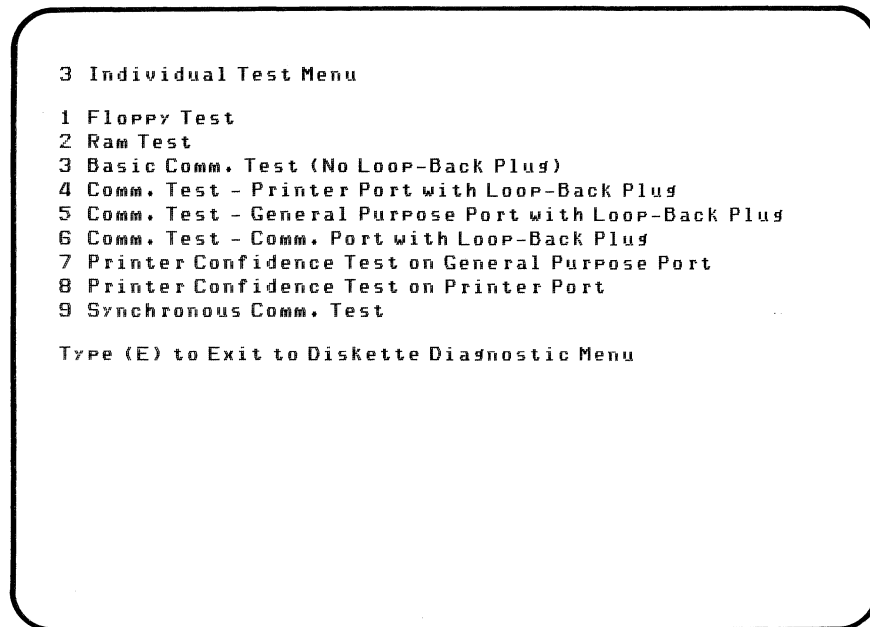 3 Individual Test Menu
1 Floppy Test
2 Ram Test
3 Basic Comm. Test (No Loop-Back Plug)
4 Comm. Test - Printer Port with Loop-Back Plug
5 Comm. Test - General Purpose Port with Loop-Back Plug
6 Comm. Test - Comm. Port with Loop-Back Plug
7 Printer Confidence Test on General Purpose Port
8 Printer Confidence Test on Printer Port
9 Synchronous Comm. Test
Type (E) to Exit to Diskette Diagnostic Menu